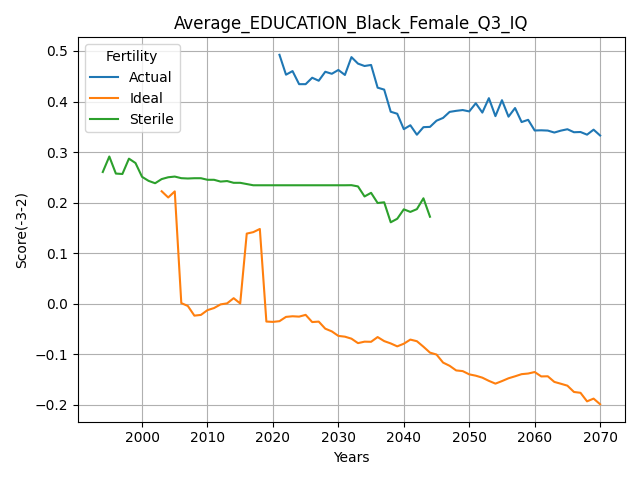 Average_EDUCATION_Black_Female_Q3_IQ
Fertility
Actual
Ideal
Sterile
Score(-3-2)
0.5
0.4
0.3
0.2
0.1
0.0
−0.1
−0.2
2000 2010 2020 2030 2040 2050 2060 2070
Years